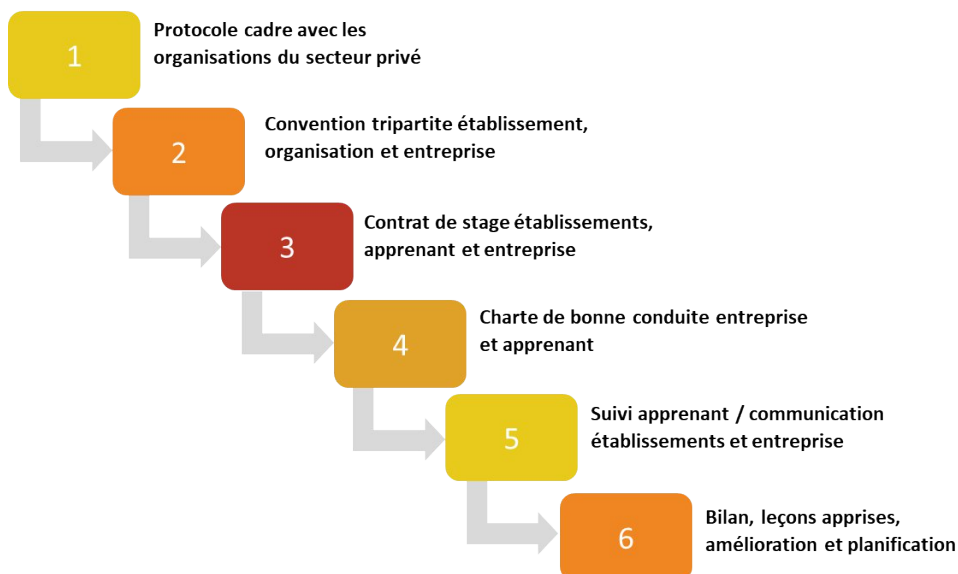 1
Protocole cadre avec les
organisations du secteur privé
2
Convention tripartite établissement,
organisation et entreprise
3
Contrat de stage établissements,
apprenant et entreprise
4
Charte de bonne conduite entreprise
et apprenant
5
Suivi apprenant / communication
établissements et entreprise
6
Bilan, leçons apprises,
amélioration et planification